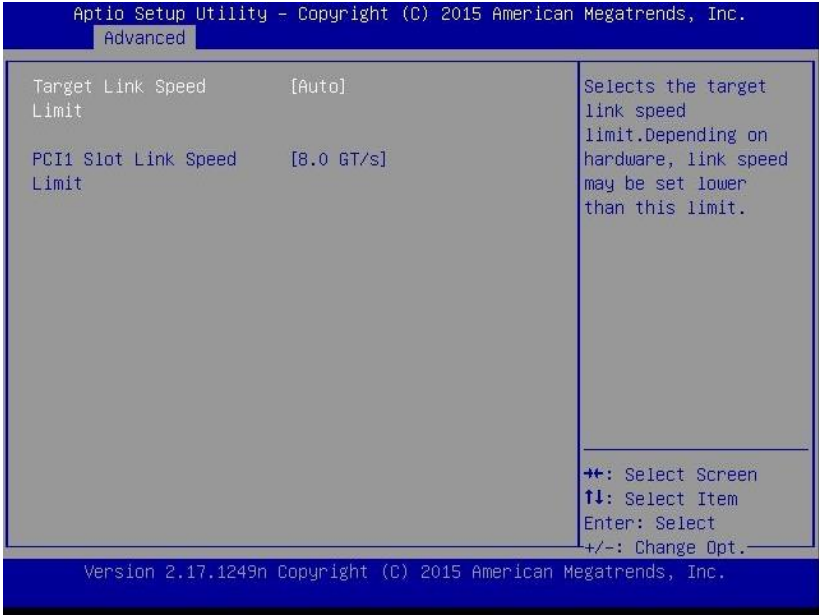 Aptio Setup Utility – Copyright (C) 2015 American Megatrends, Inc.
Advanced
Target Link Speed [Auto]
Limit
PCI1 Slot Link Speed [8.0 GT/s]
Limit
Selects the target
link speed
limit.Depending on
hardware, link speed
may be set lower
than this limit.
→←: Select Screen
↑↓: Select Item
Enter: Select
+/-: Change Opt.
Version 2.17.1249n Copyright (C) 2015 American Megatrends, Inc.